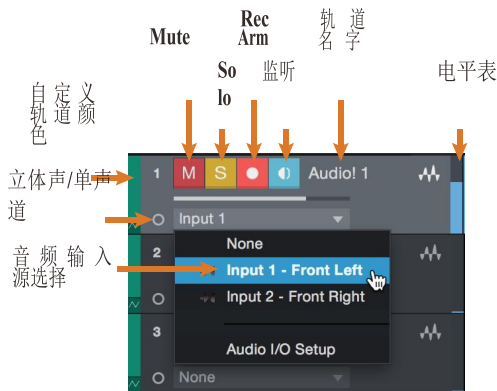 Mute
Rec
Arm
轨 道
名 字
So
lo
监听
电平表
自 定 义
轨 道 颜
色
立体声/单声
道
音 频 输 入
源选择
1 M S Audio! 1
Input 1
None
2
Input 1 - Front Left
Input 2 - Front Right
3
Audio I/O Setup
None